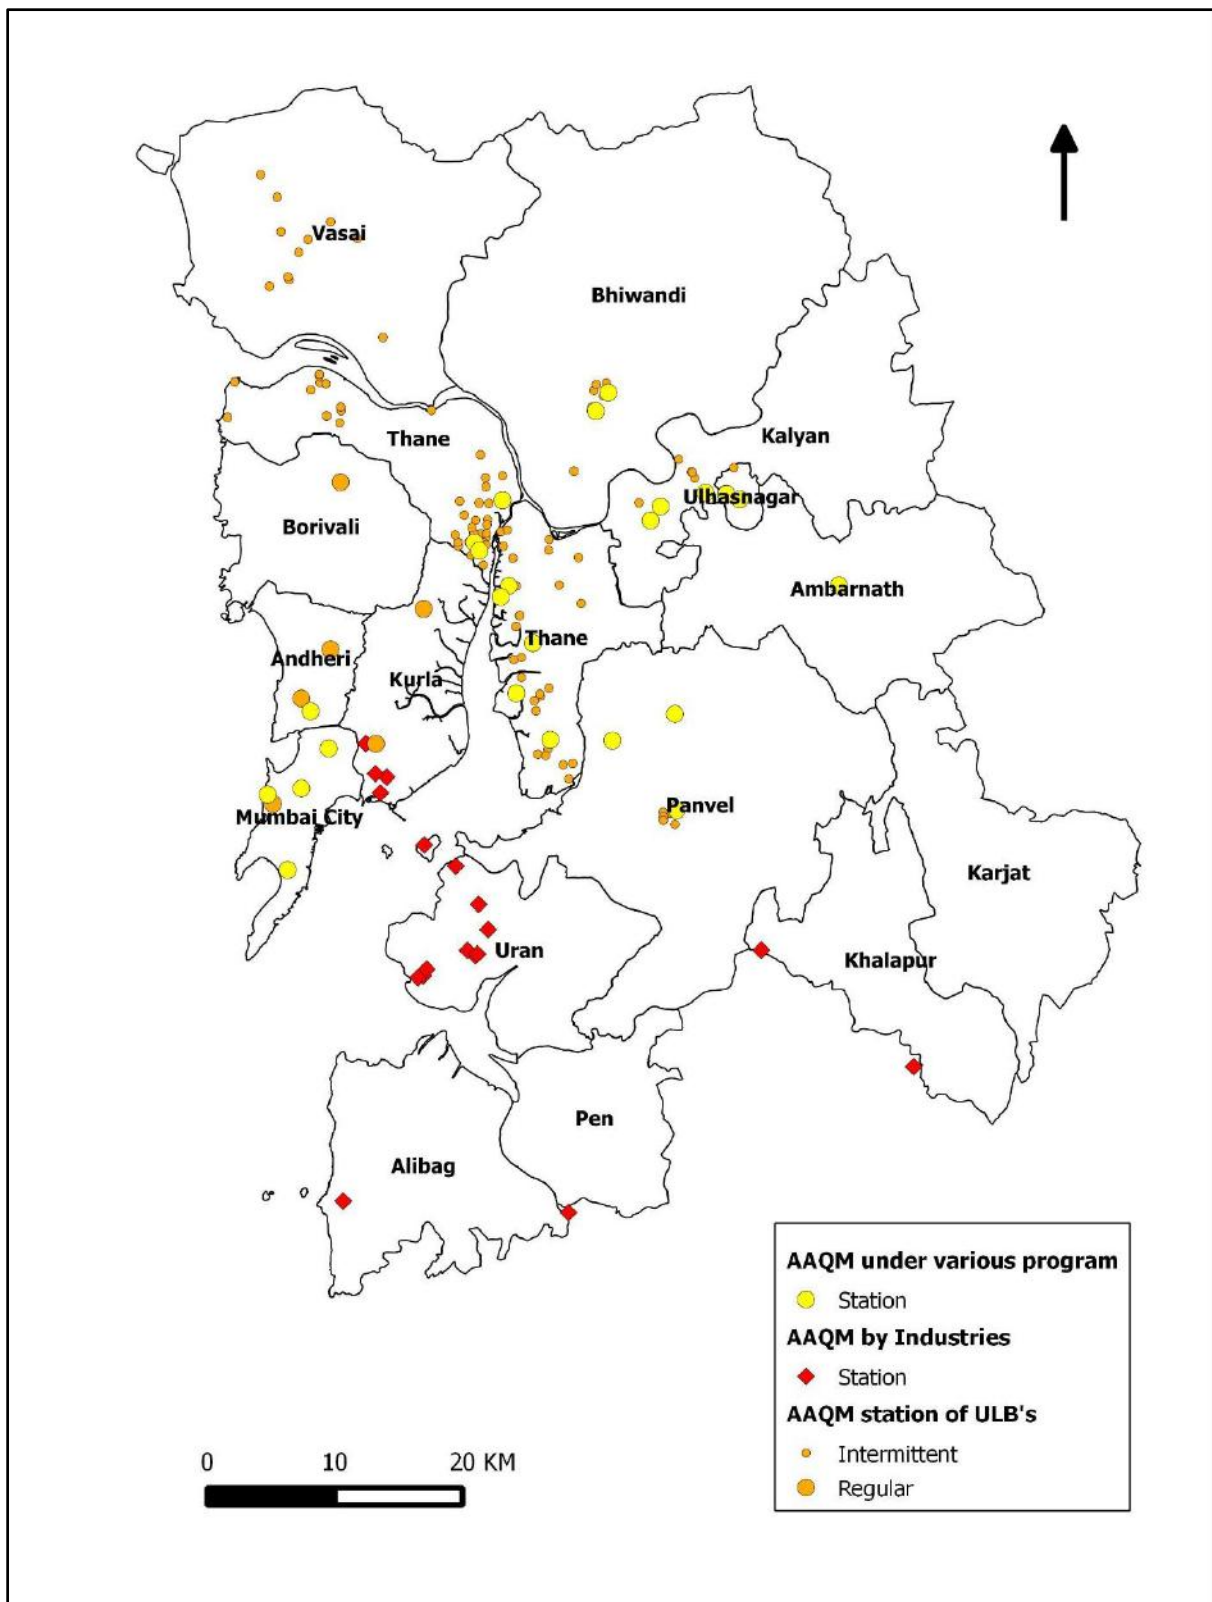 Vasai
Bhiwandi
Thane
Kalyan
Ulhasnagar
Borivali
Ambarnath
Thane
Andheri
Kurla
Panvel
Mumbai City
Karjat
Uran
Khalapur
Pen
Alibag
AAQM under various program
Station
AAQM by Industries
Station
AAQM station of ULB's
Intermittent
Regular
0 10 20 KM